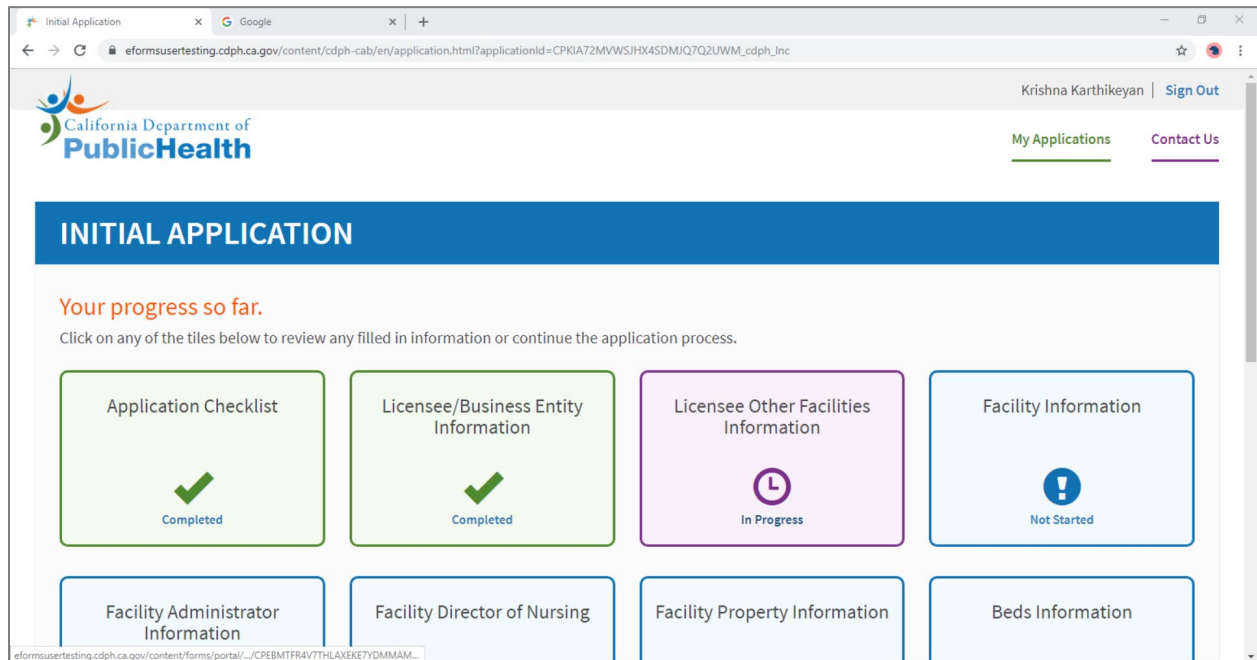 Initial Application
Google
eformsusertesting.cdph.ca.gov/content/cdph-cab/en/application.html?applicationId=CPKIA72MVWSJHX4SDMJQ7Q2UWM_cdph_Inc
Krishna Karthikeyan | Sign Out
California Department of
PublicHealth
My Applications
Contact Us
INITIAL APPLICATION
Your progress so far.
Click on any of the tiles below to review any filled in information or continue the application process.
Application Checklist
Completed
Licensee/Business Entity
Information
Completed
Licensee Other Facilities
Information
In Progress
Facility Information
Not Started
Facility Administrator
Information
Facility Director of Nursing
Facility Property Information
Beds Information
eformsusertesting.cdph.ca.gov/content/forms/portal/.../CPEBMTFR4V7THLAXEKE7YDMMAM...